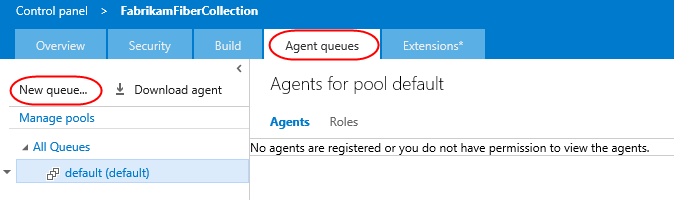 Control panel > FabrikamFiberCollection
Overview Security Build Agent queues Extensions*
New queue... Download agent
Manage pools
All Queues
default (default)
Agents for pool default
Agents Roles
No agents are registered or you do not have permission to view the agents.